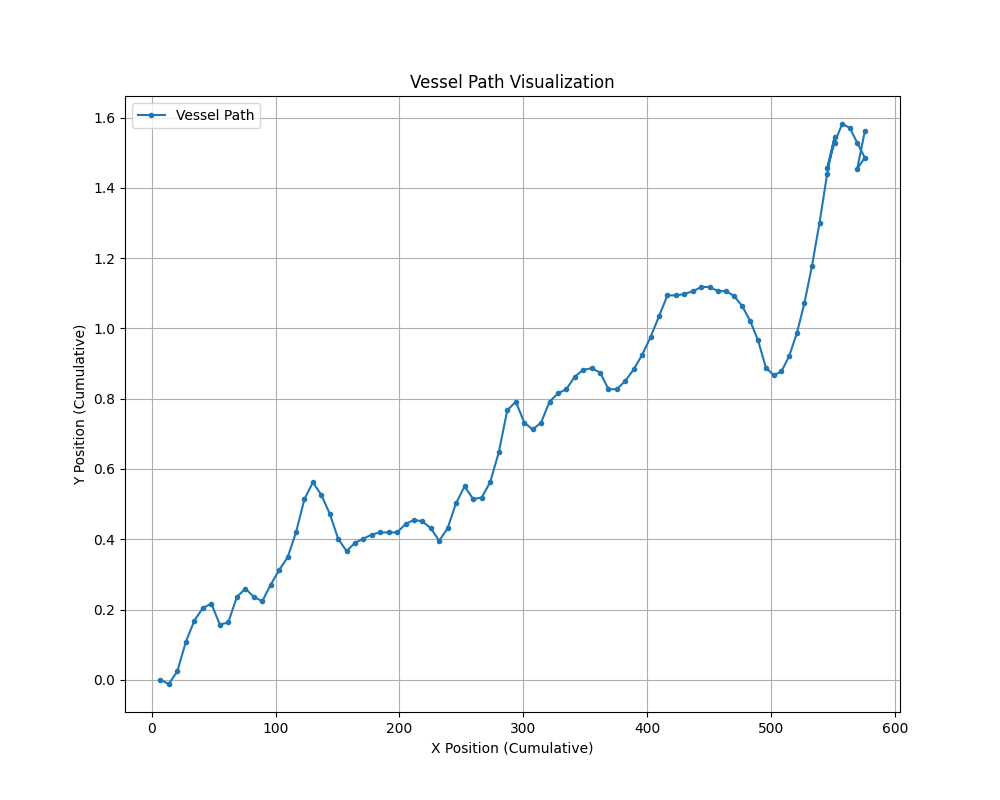 Vessel Path Visualization
Vessel Path
1.6
1.4
1.2
1.0
0.8
0.6
0.4
0.2
0.0
Y Position (Cumulative)
0 100 200 300 400 500 600
X Position (Cumulative)